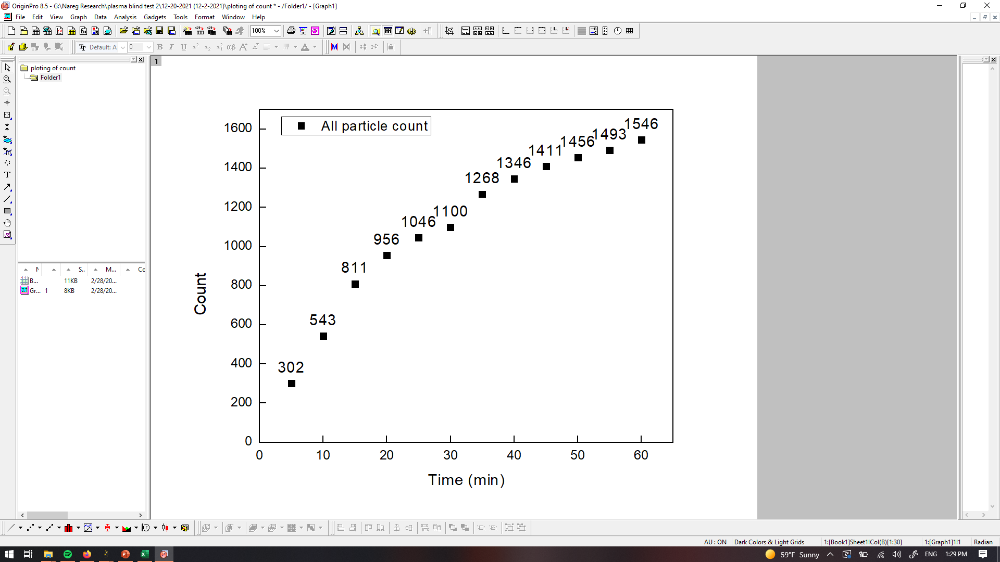 OriginPro 8.5 - G:\Nareg Research\plasma blind test 2\12-20-2021 (12-2-2021)\ploting of count * - /Folder1/ - [Graph1]
File Edit View Graph Data Analysis Gadgets Tools Format Window Help
100%
Default: A 0 B I U
ploting of count
Folder1
1
All particle count
1600
1400
1200
1000
800
600
400
200
0
Count
302
543
811
956
1046
1100
1268
1346
1411
1456
1493
1546
0 10 20 30 40 50 60
Time (min)
N S.. M... Co
B... 11KB 2/28/20...
Gr... 1 8KB 2/28/20...
AU : ON Dark Colors & Light Grids 1:[Book1]Sheet1!Col(B)[1:30] 1:[Graph1]1!1 Radian
59°F Sunny ENG 1:29 PM